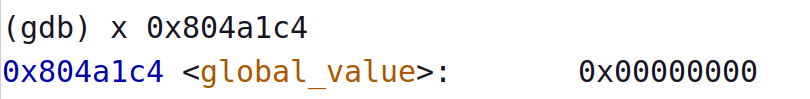 (gdb) x 0x804a1c4
0x804a1c4 <global_value>: 0x00000000